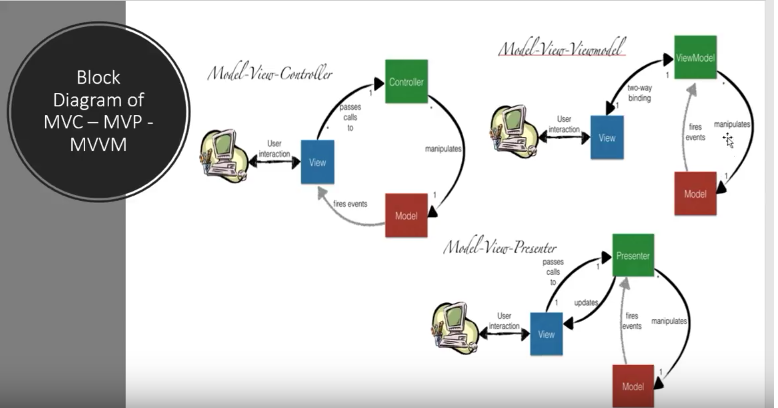 Block
Diagram of
MVC – MVP -
MVVM
Model-View-Controller
Controller
passes
calls
to
1
*
User
interaction
View
*
manipulates
1
fires events
Model
Model-View-Viewmodel
ViewModel
1
two-way
binding
1
User
interaction
View
*
fires
events
manipulates
1
Model
Model-View-Presenter
Presenter
passes
calls
to
1
1
updates
User
interaction
View
*
fires
events
manipulates
1
Model